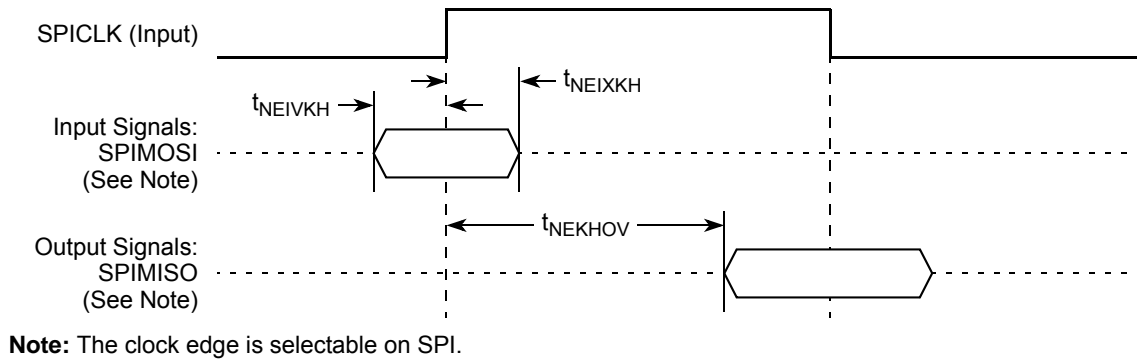 SPICLK (Input)
tNEIXKH
tNEIVKH
Input Signals:
SPIMOSI
(See Note)
tNEKHOV
Output Signals:
SPIMISO
(See Note)
Note: The clock edge is selectable on SPI.